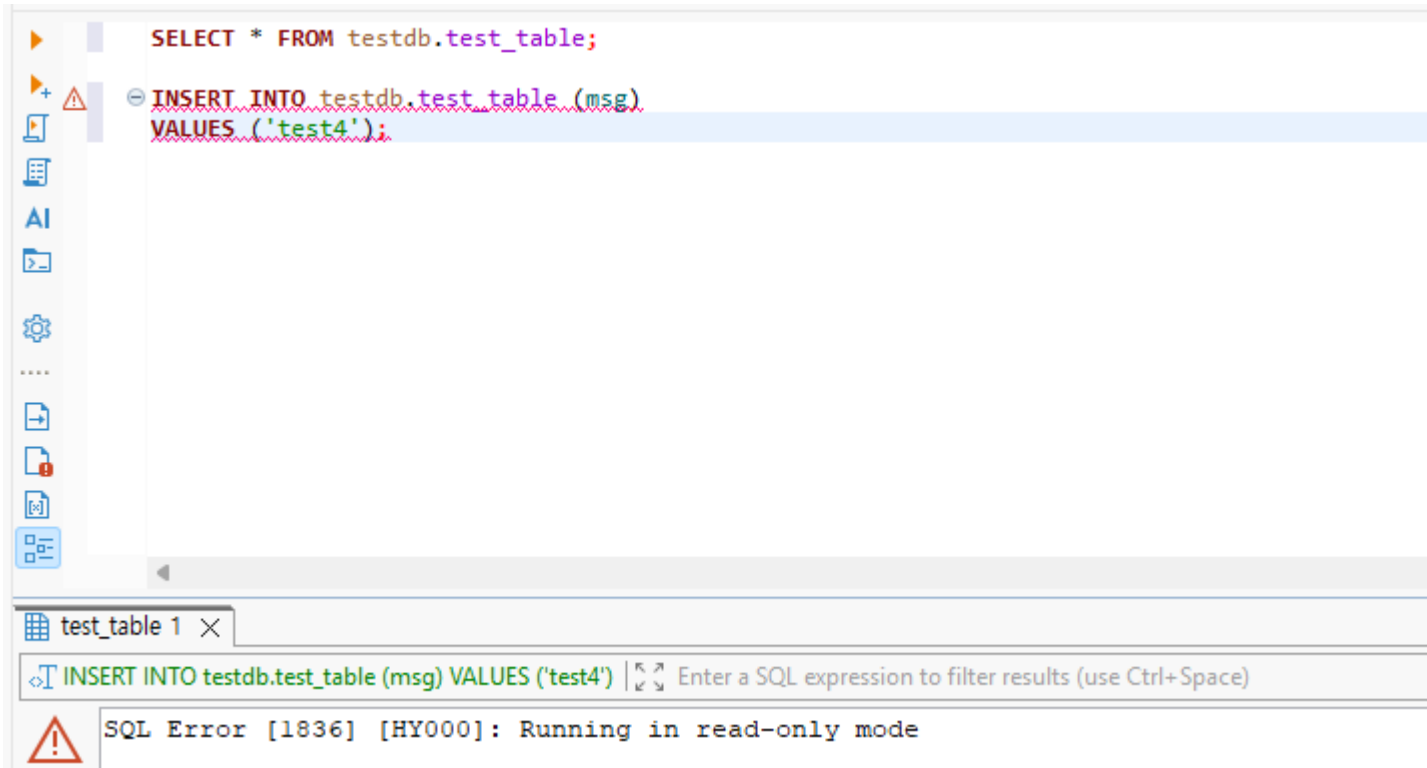 SELECT * FROM testdb.test_table;
INSERT INTO testdb.test_table (msg)
VALUES ('test4');
AI
test_table 1
INSERT INTO testdb.test_table (msg) VALUES ('test4') Enter a SQL expression to filter results (use Ctrl+Space)
SQL Error [1836] [HY000]: Running in read-only mode